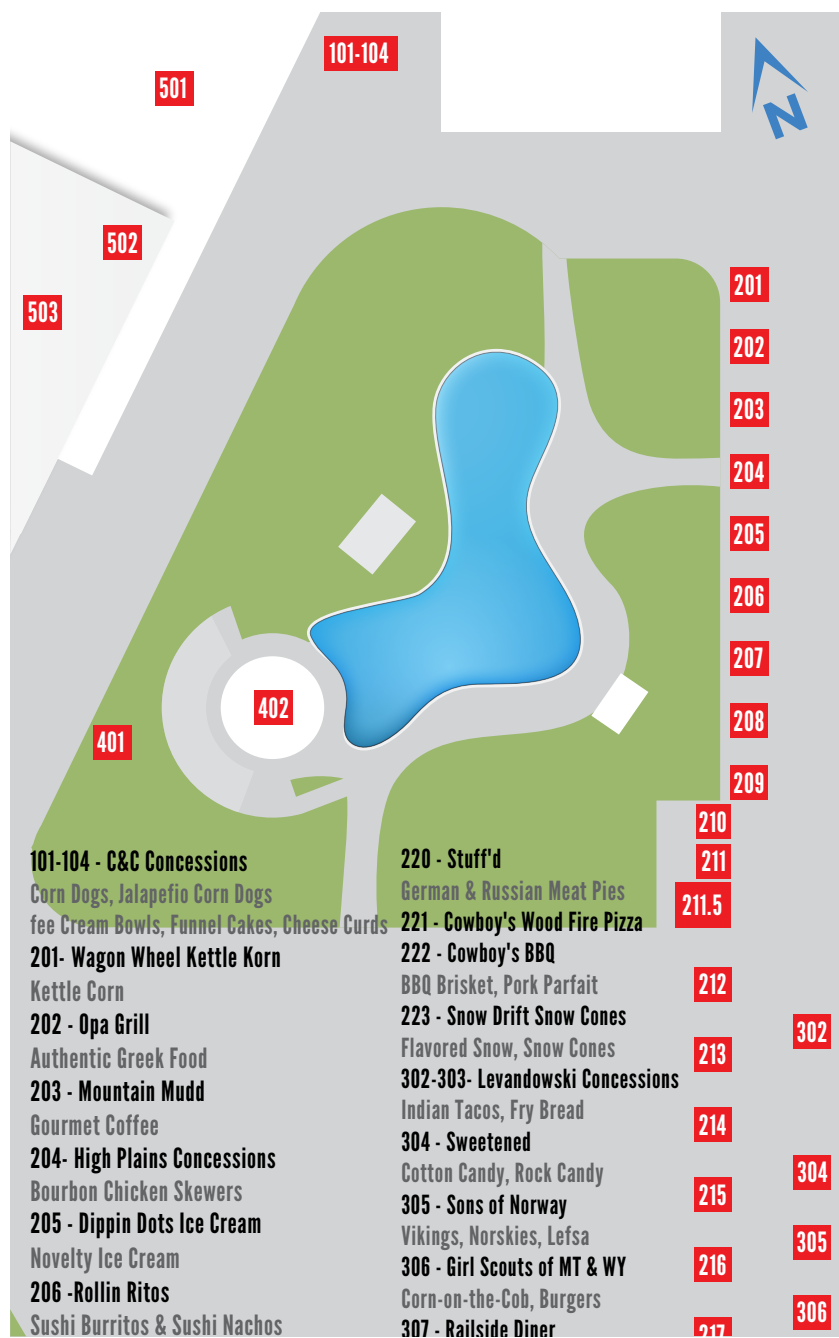 101-104
N
501
502
503
201
202
203
204
205
206
207
402
208
401
209
210
211
211.5
212
302
213
214
304
215
305
216
306
217
101-104 - C&C Concessions
Corn Dogs, Jalapefio Corn Dogs
fee Cream Bowls, Funnel Cakes, Cheese Curds
201- Wagon Wheel Kettle Korn
Kettle Corn
202 - Opa Grill
Authentic Greek Food
203 - Mountain Mudd
Gourmet Coffee
204- High Plains Concessions
Bourbon Chicken Skewers
205 - Dippin Dots Ice Cream
Novelty Ice Cream
206 -Rollin Ritos
Sushi Burritos & Sushi Nachos
220 - Stuff'd
German & Russian Meat Pies
221 - Cowboy's Wood Fire Pizza
222 - Cowboy's BBQ
BBQ Brisket, Pork Parfait
223 - Snow Drift Snow Cones
Flavored Snow, Snow Cones
302-303- Levandowski Concessions
Indian Tacos, Fry Bread
304 - Sweetened
Cotton Candy, Rock Candy
305 - Sons of Norway
Vikings, Norskies, Lefsa
306 - Girl Scouts of MT & WY
Corn-on-the-Cob, Burgers
307 - Railside Diner